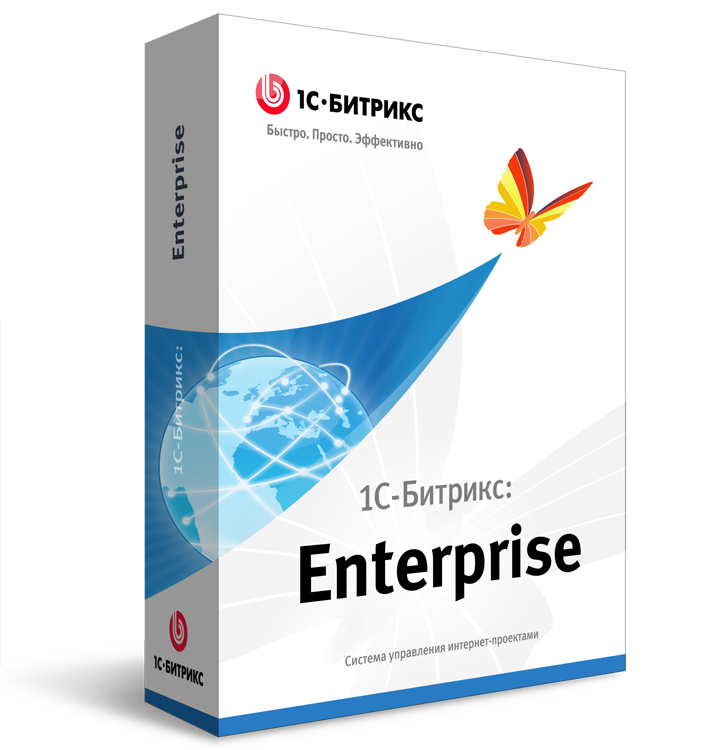 1С·БИТРИКС
Быстро. Просто. Эффективно
1С-Битрикс:
Enterprise
Система управления интернет-проектами
Enterprise
1С-Битрикс:
1С·БИТРИКС